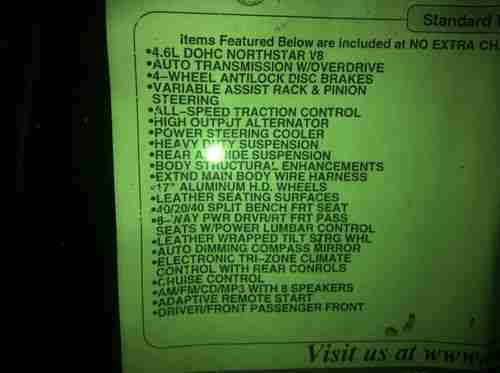 Standard
items Featured Below are included at NO EXTRA CH
•4.6L DOHC NORTHSTAR V8
•AUTO TRANSMISSION W/OVERDRIVE
•4-WHEEL ANTILOCK DISC BRAKES
•VARIABLE ASSIST RACK & PINION
STEERING
•ALL-SPEED TRACTION CONTROL
•HIGH OUTPUT ALTERNATOR
•POWER STEERING COOLER
•HEAVY DUTY SUSPENSION
•REAR SUSPENSION
•BODY STRUCTURAL ENHANCEMENTS
•EXTND MAIN BODY WIRE HARNESS
•17" ALUMINUM H.D. WHEELS
•LEATHER SEATING SURFACES
•40/20/40 SPLIT BENCH FRT SEAT
•8-WAY PWR DRVR/RT FRT PASS
SEATS W/POWER LUMBAR CONTROL
•LEATHER WRAPPED TILT STRG WHL
•AUTO DIMMING COMPASS MIRROR
•ELECTRONIC TRI-ZONE CLIMATE
CONTROL WITH REAR CONROLS
•CRUISE CONTROL
•AM/FM/CD/MP3 WITH 8 SPEAKERS
•ADAPTIVE REMOTE START
•DRIVER/FRONT PASSENGER FRONT
Visit us at www.